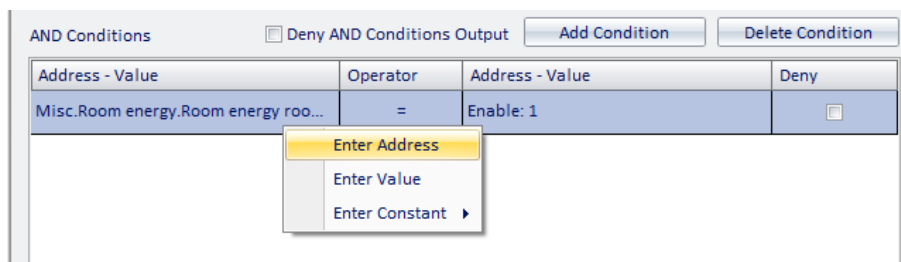 AND Conditions Deny AND Conditions Output Add Condition Delete Condition
Address - Value Operator Address - Value Deny
Misc.Room energy.Room energy roo... = Enable: 1
Enter Address
Enter Value
Enter Constant